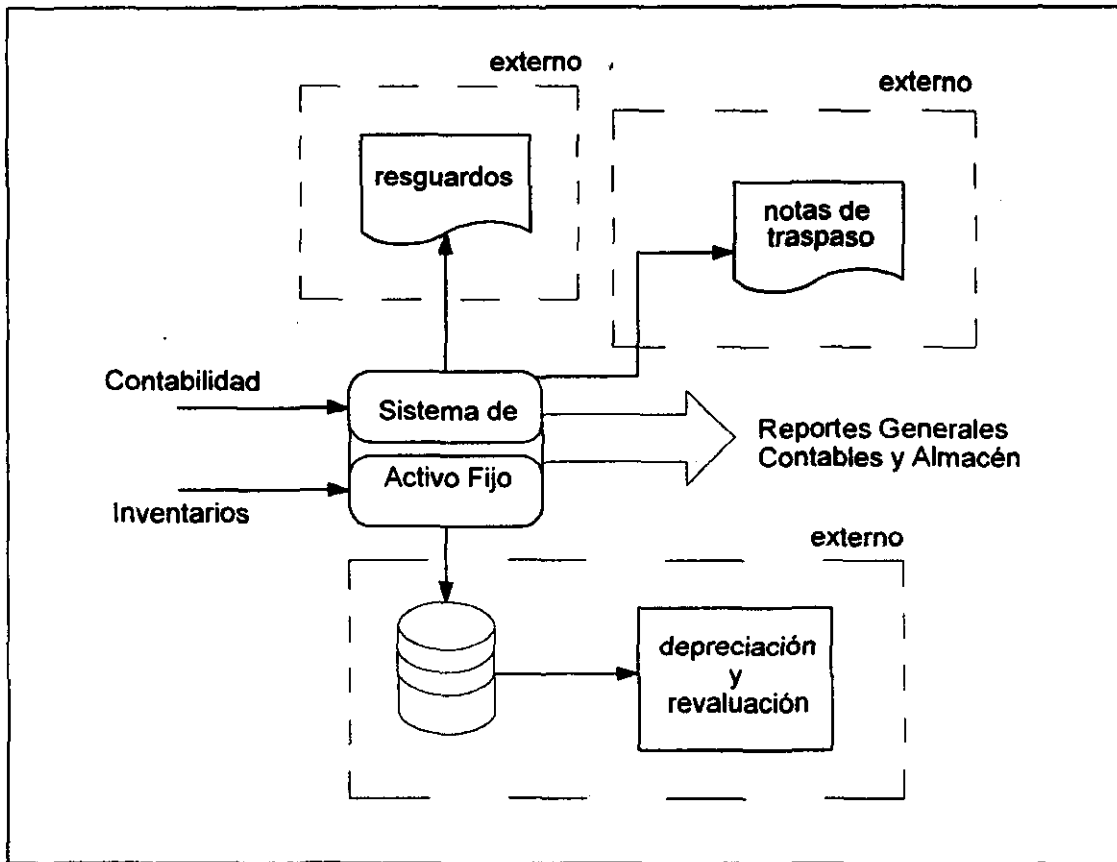 externo
externo
resguardos
notas de
traspaso
Contabilidad
Sistema de
Activo Fijo
Inventarios
Reportes Generales
Contables y Almacén
externo
depreciación
y
revaluación